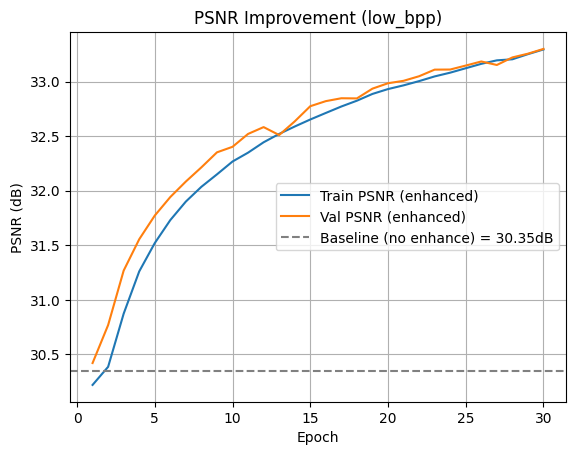 PSNR Improvement (low_bpp)
PSNR (dB)
33.0
32.5
32.0
31.5
31.0
30.5
Train PSNR (enhanced)
Val PSNR (enhanced)
Baseline (no enhance) = 30.35dB
0 5 10 15 20 25 30
Epoch